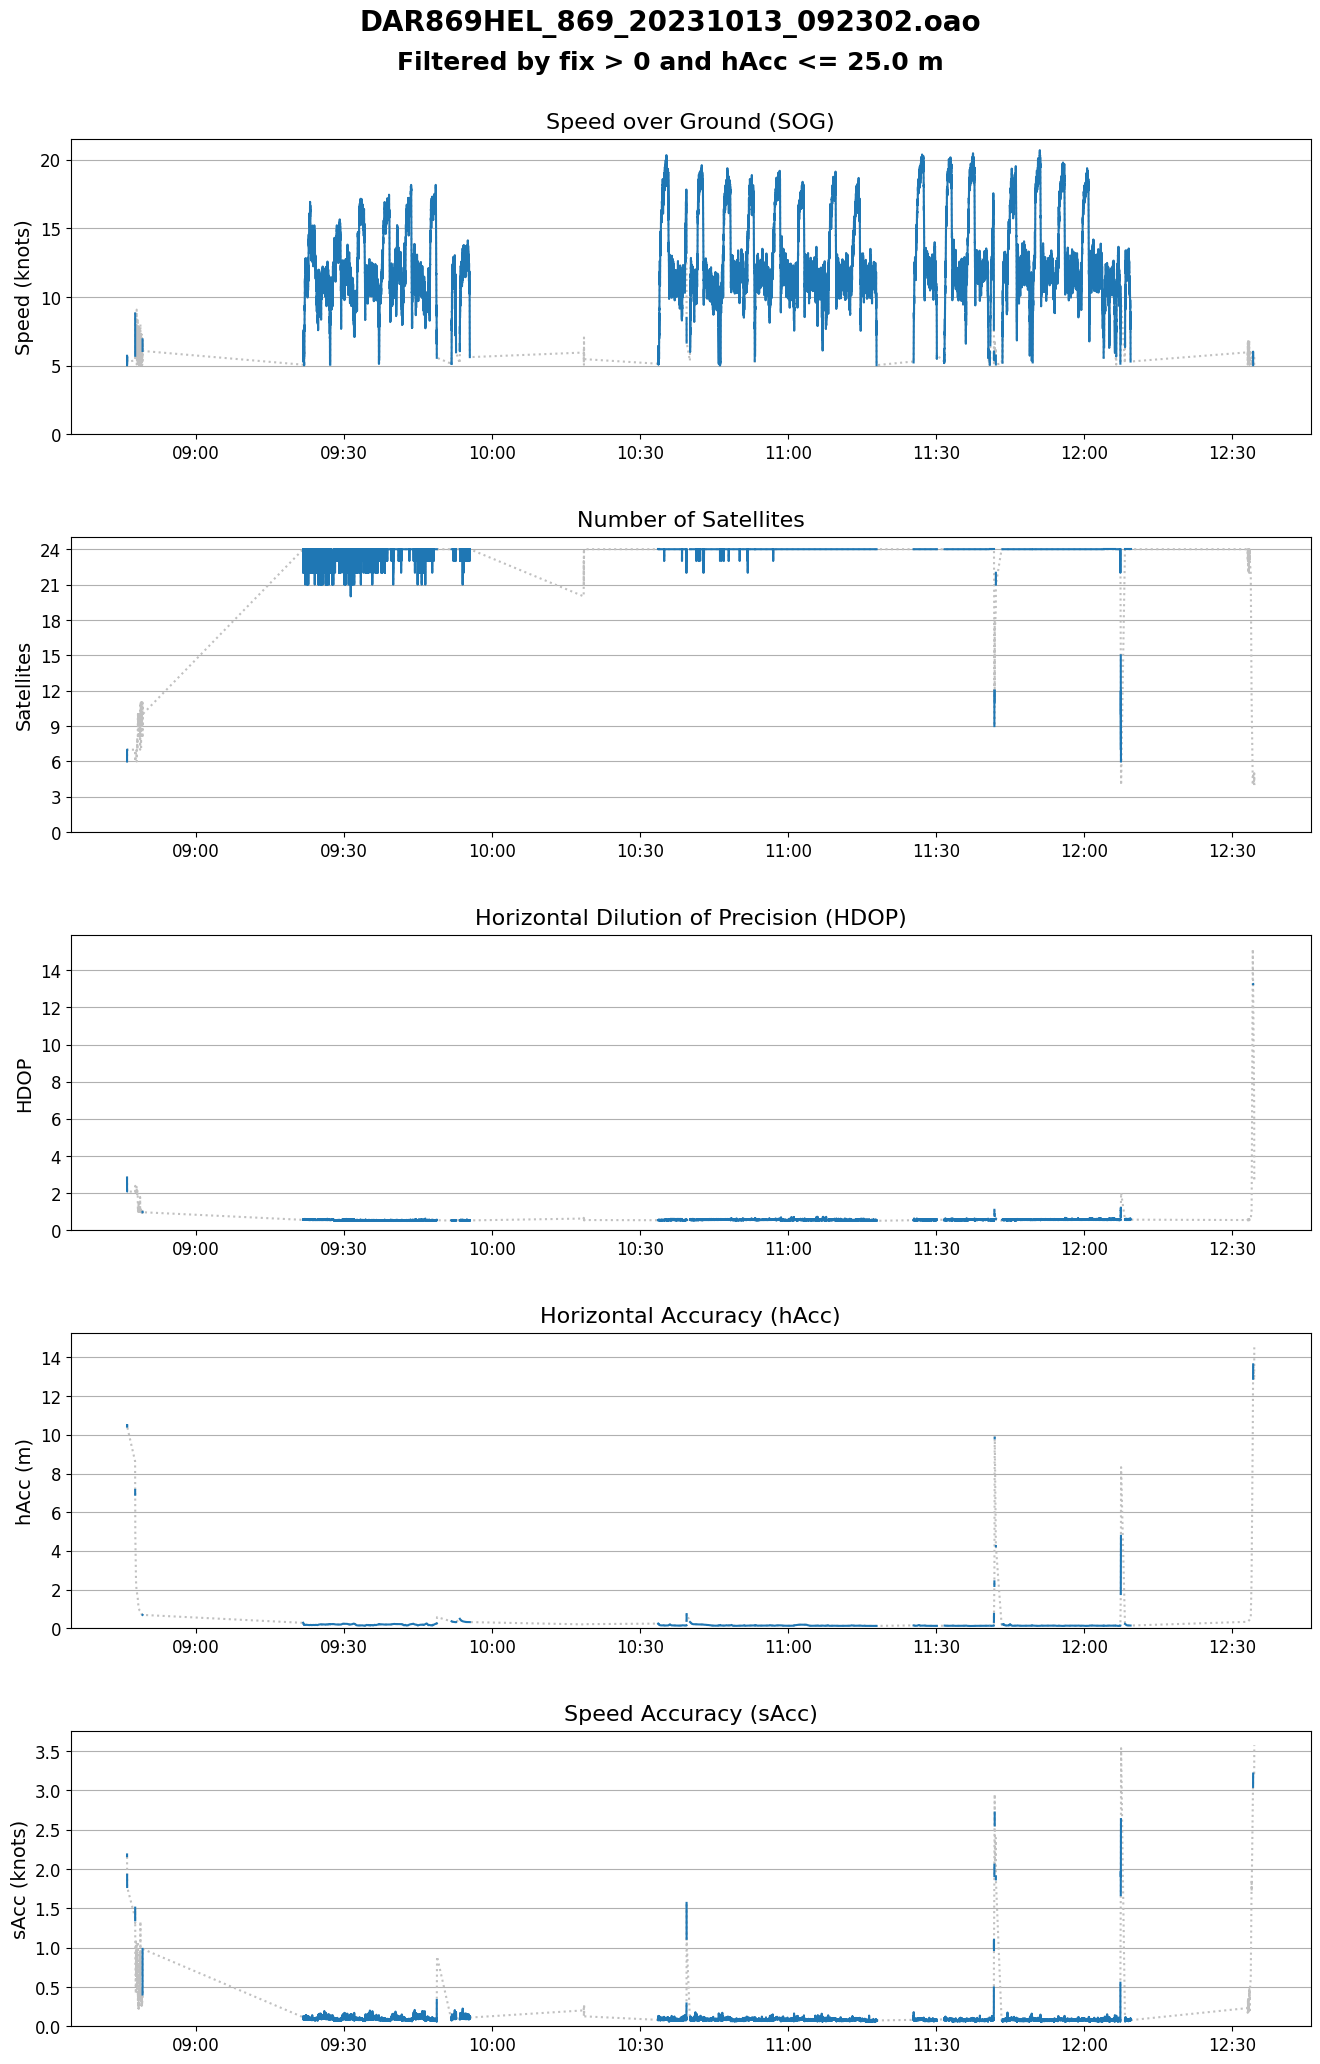 DAR869HEL_869_20231013_092302.oao
Filtered by fix > 0 and hAcc <= 25.0 m
Speed over Ground (SOG)
Speed (knots)
20
15
10
5
0
09:00 09:30 10:00 10:30 11:00 11:30 12:00 12:30
Number of Satellites
Satellites
24
21
18
15
12
9
6
3
0
09:00 09:30 10:00 10:30 11:00 11:30 12:00 12:30
Horizontal Dilution of Precision (HDOP)
HDOP
14
12
10
8
6
4
2
0
09:00 09:30 10:00 10:30 11:00 11:30 12:00 12:30
Horizontal Accuracy (hAcc)
hAcc (m)
14
12
10
8
6
4
2
0
09:00 09:30 10:00 10:30 11:00 11:30 12:00 12:30
Speed Accuracy (sAcc)
sAcc (knots)
3.5
3.0
2.5
2.0
1.5
1.0
0.5
0.0
09:00 09:30 10:00 10:30 11:00 11:30 12:00 12:30